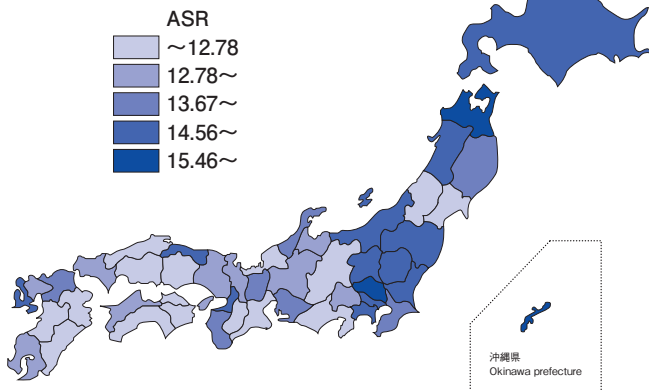 ASR
～12.78
12.78～
13.67～
14.56～
15.46～
沖縄県
Okinawa prefecture